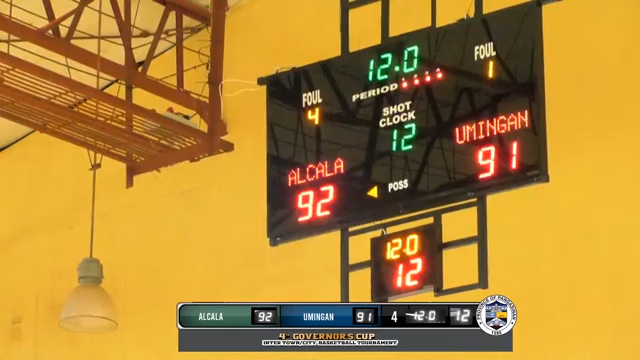 12.0
FOUL
FOUL
4
1
PERIOD
SHOT
CLOCK
12
ALCALA
UMINGAN
92
91
POSS
12.0
12
ALCALA 92 UMINGAN 91 4 12.0 12
4th GOVERNOR'S CUP
INTER TOWN/CITY, BASKETBALL TOURNAMENT